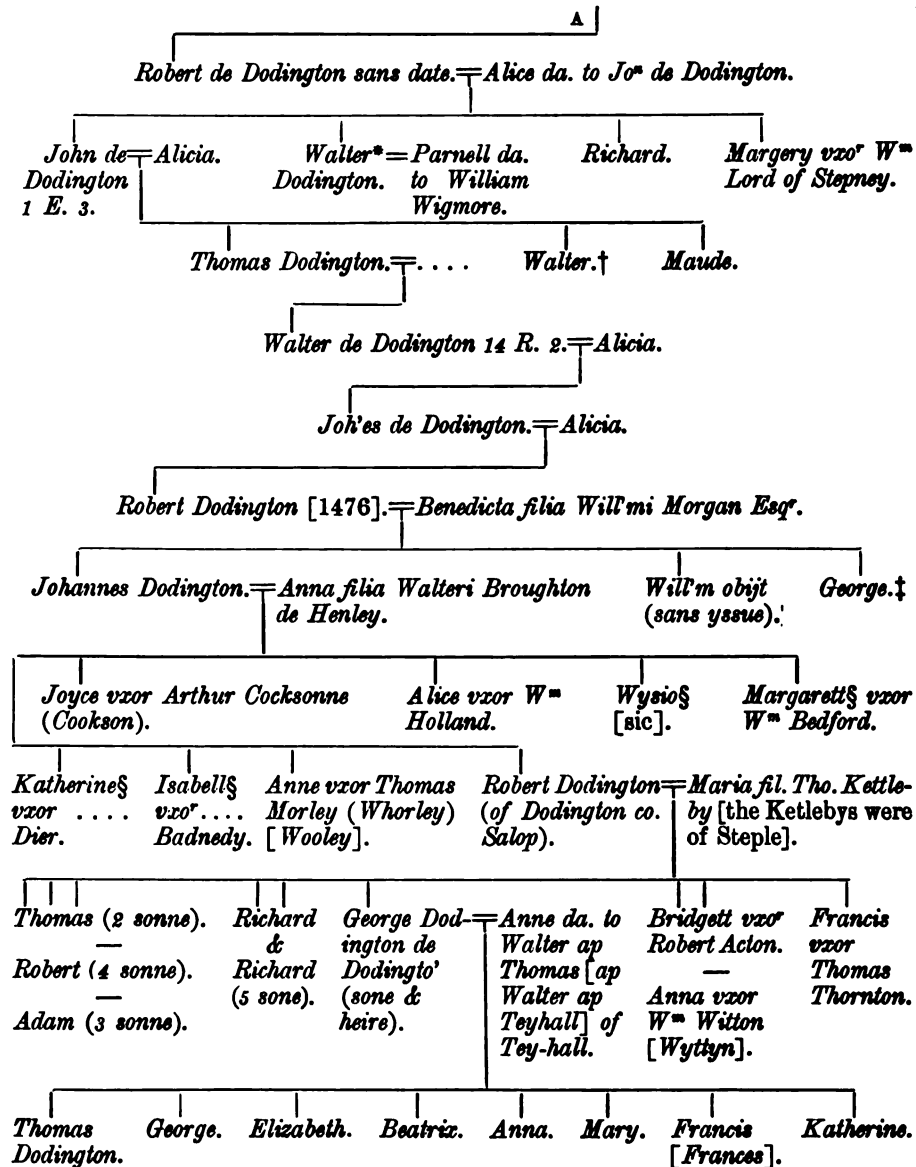 A
Robert de Dodington sans date.=Alice da. to Joⁿ de Dodington.
John de=Alicia.
Dodington
1 E. 3.
Walter*=Parnell da.
Dodington. to William
Wigmore.
Richard.
Margery vxoʳ Wᵐ
Lord of Stepney.
Thomas Dodington.=. . . .
Walter.†
Maude.
Walter de Dodington 14 R. 2.=Alicia.
Joh'es de Dodington.=Alicia.
Robert Dodington [1476].=Benedicta filia Will'mi Morgan Esqʳ.
Johannes Dodington.=Anna filia Walteri Broughton
de Henley.
Will'm obijt
(sans yssue).
George.‡
Joyce vxor Arthur Cocksonne
(Cookson).
Alice vxor Wᵐ
Holland.
Wysio§
[sic].
Margarett§ vxor
Wᵐ Bedford.
Katherine§
vxor ....
Dier.
Isabell§
vxoʳ ....
Badnedy.
Anne vxor Thomas
Morley (Whorley)
[Wooley].
Robert Dodington=Maria fil. Tho. Kettle-
(of Dodington co. by [the Ketlebys were
Salop). of Steple].
Thomas (2 sonne).
—
Robert (4 sonne).
—
Adam (3 sonne).
Richard
&
Richard
(5 sone).
George Dod-
ington de
Dodingto'
(sone &
heire).
=Anne da. to
Walter ap
Thomas [ap
Walter ap
Teyhall] of
Tey-hall.
Bridgett vxoʳ
Robert Acton.
—
Anna vxor
Wᵐ Witton
[Wyttyn].
Francis
vxor
Thomas
Thornton.
Thomas
Dodington.
George.
Elizabeth.
Beatrix.
Anna.
Mary.
Francis
[Frances].
Katherine.